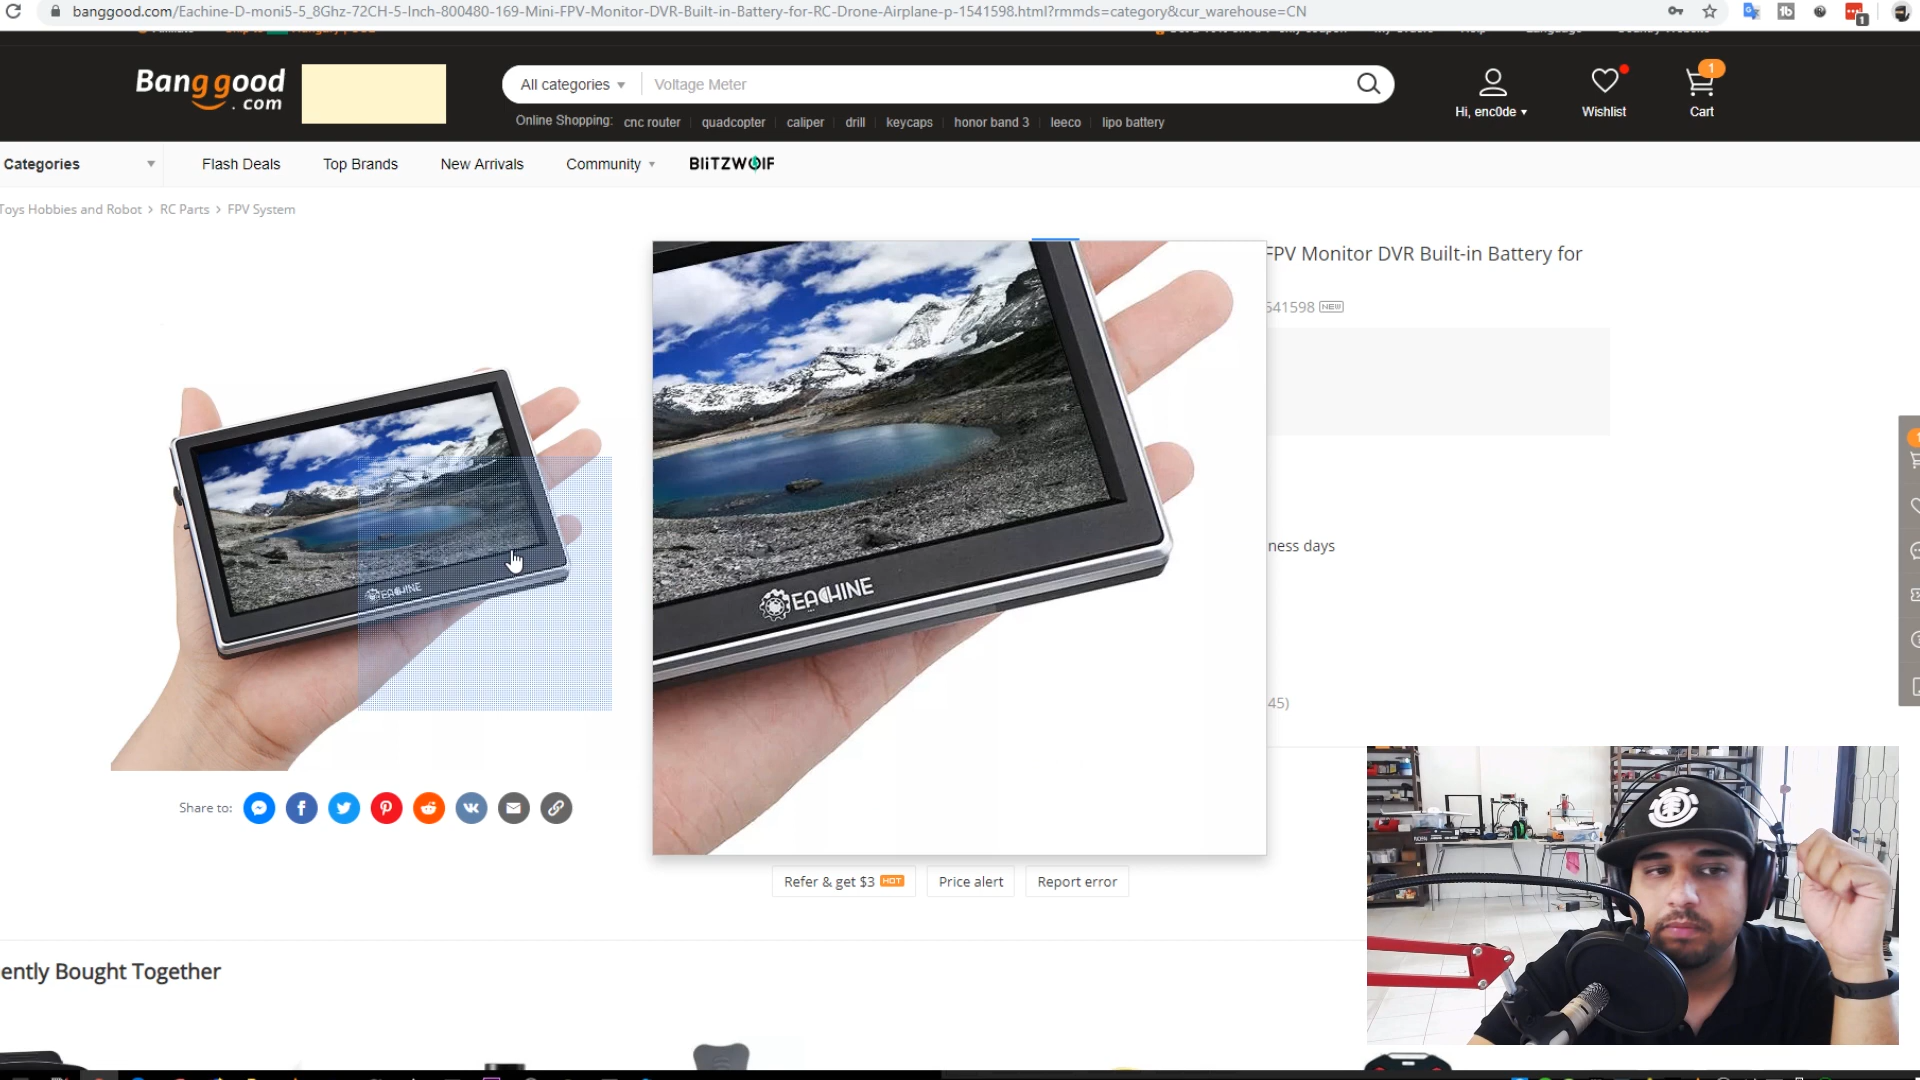 banggood.com/Eachine-D-moni5-5_8Ghz-72CH-5-Inch-800480-169-Mini-FPV-Monitor-DVR-Built-in-Battery-for-RC-Drone-Airplane-p-1541598.html?rmmds=category&cur_warehouse=CN
1
Banggood
.com
All categories
Voltage Meter
1
Hi, enc0de
Wishlist
Cart
Online Shopping:
cnc router
quadcopter
caliper
drill
keycaps
honor band 3
leeco
lipo battery
Categories
Flash Deals
Top Brands
New Arrivals
Community
BLITZWOLF
Toys Hobbies and Robot > RC Parts > FPV System
FPV Monitor DVR Built-in Battery for
541598 NEW
EACHINE
EACHINE
ness days
45)
Share to:
Refer & get $3 HOT
Price alert
Report error
ently Bought Together